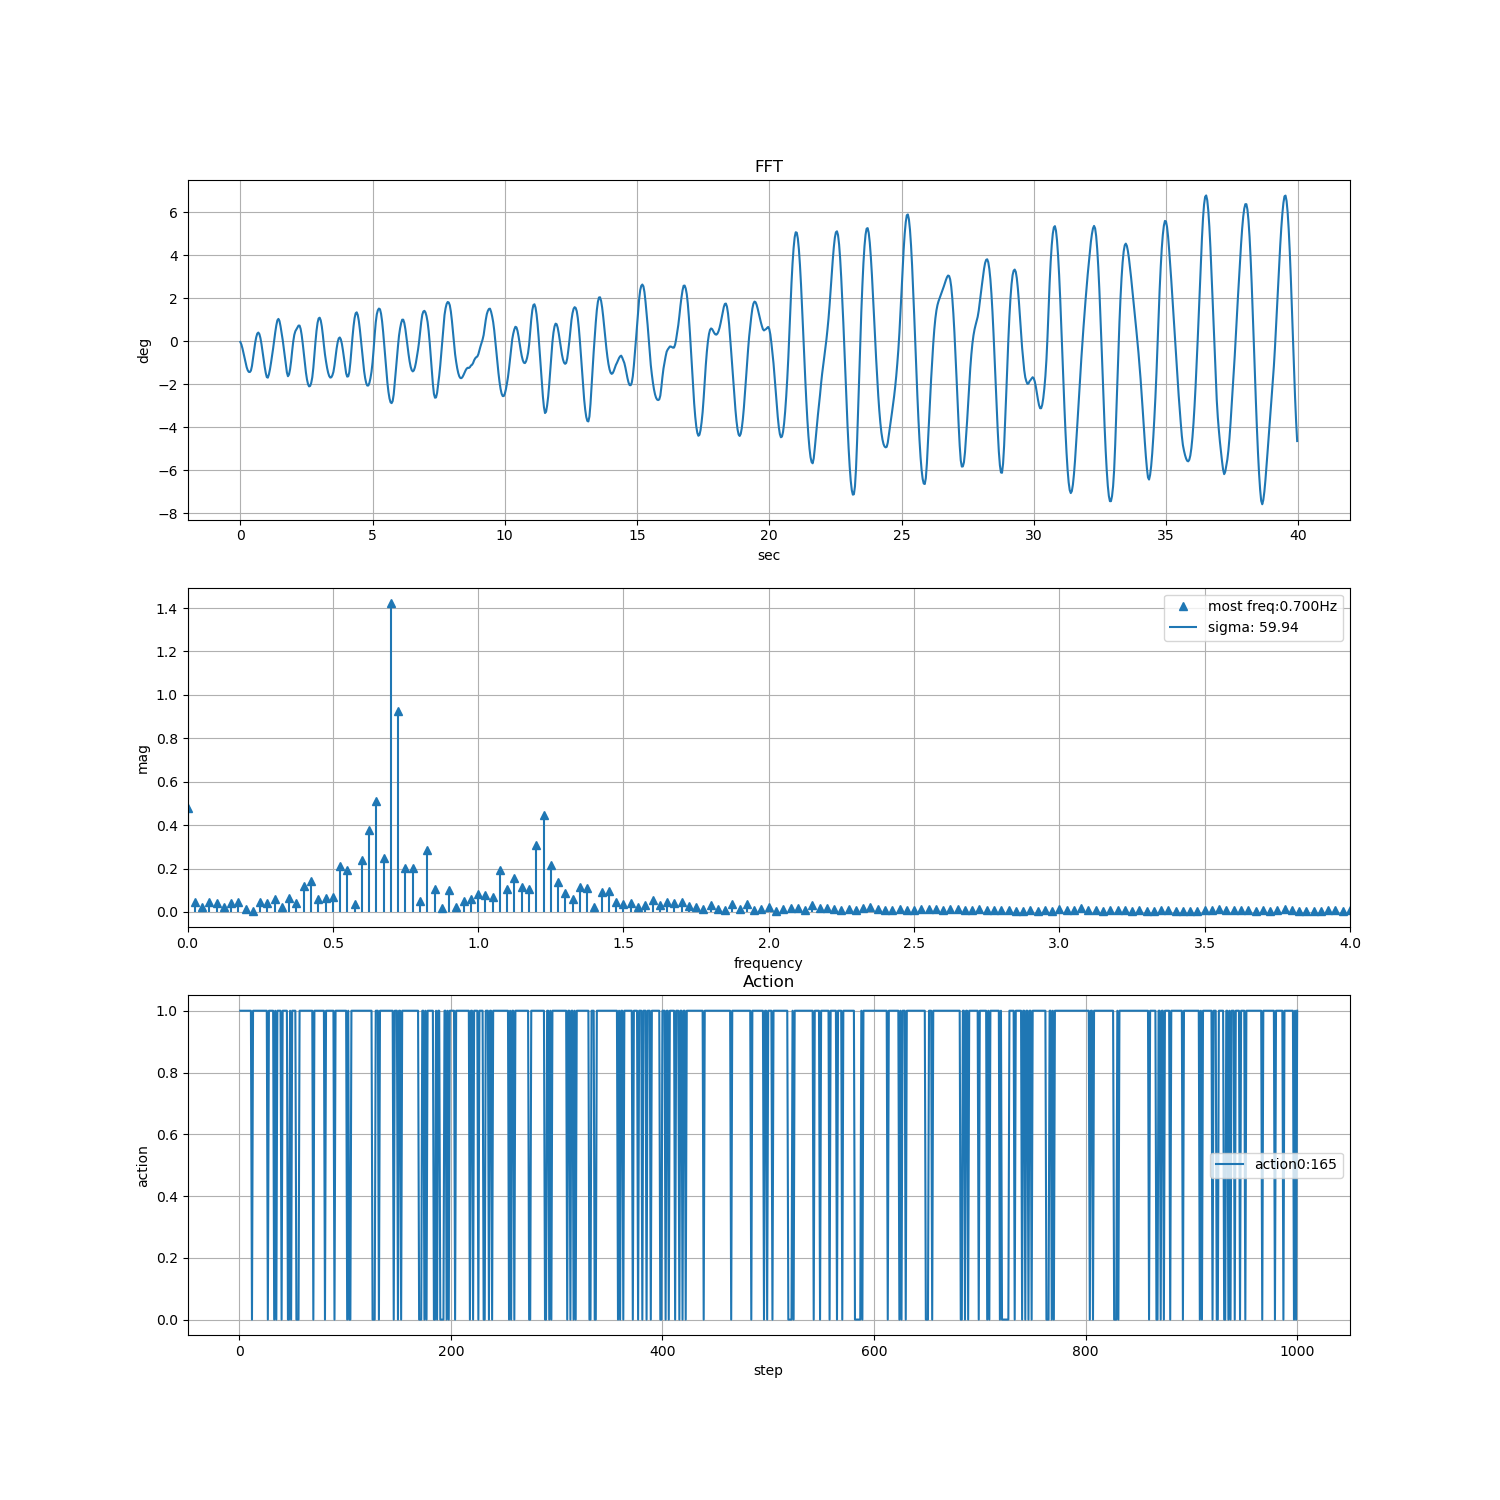 FFT
6
4
2
0
−2
−4
−6
−8
deg
0 5 10 15 20 25 30 35 40
sec
most freq:0.700Hz
sigma: 59.94
1.4
1.2
1.0
0.8
0.6
0.4
0.2
0.0
mag
0.0 0.5 1.0 1.5 2.0 2.5 3.0 3.5 4.0
frequency
Action
1.0
0.8
0.6
0.4
0.2
0.0
action
action0:165
0 200 400 600 800 1000
step